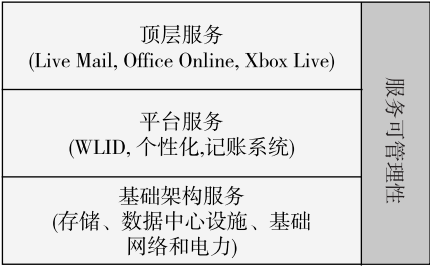 顶层服务
(Live Mail, Office Online, Xbox Live)
平台服务
(WLID, 个性化,记账系统)
基础架构服务
(存储、数据中心设施、基础
网络和电力)
服务可管理性